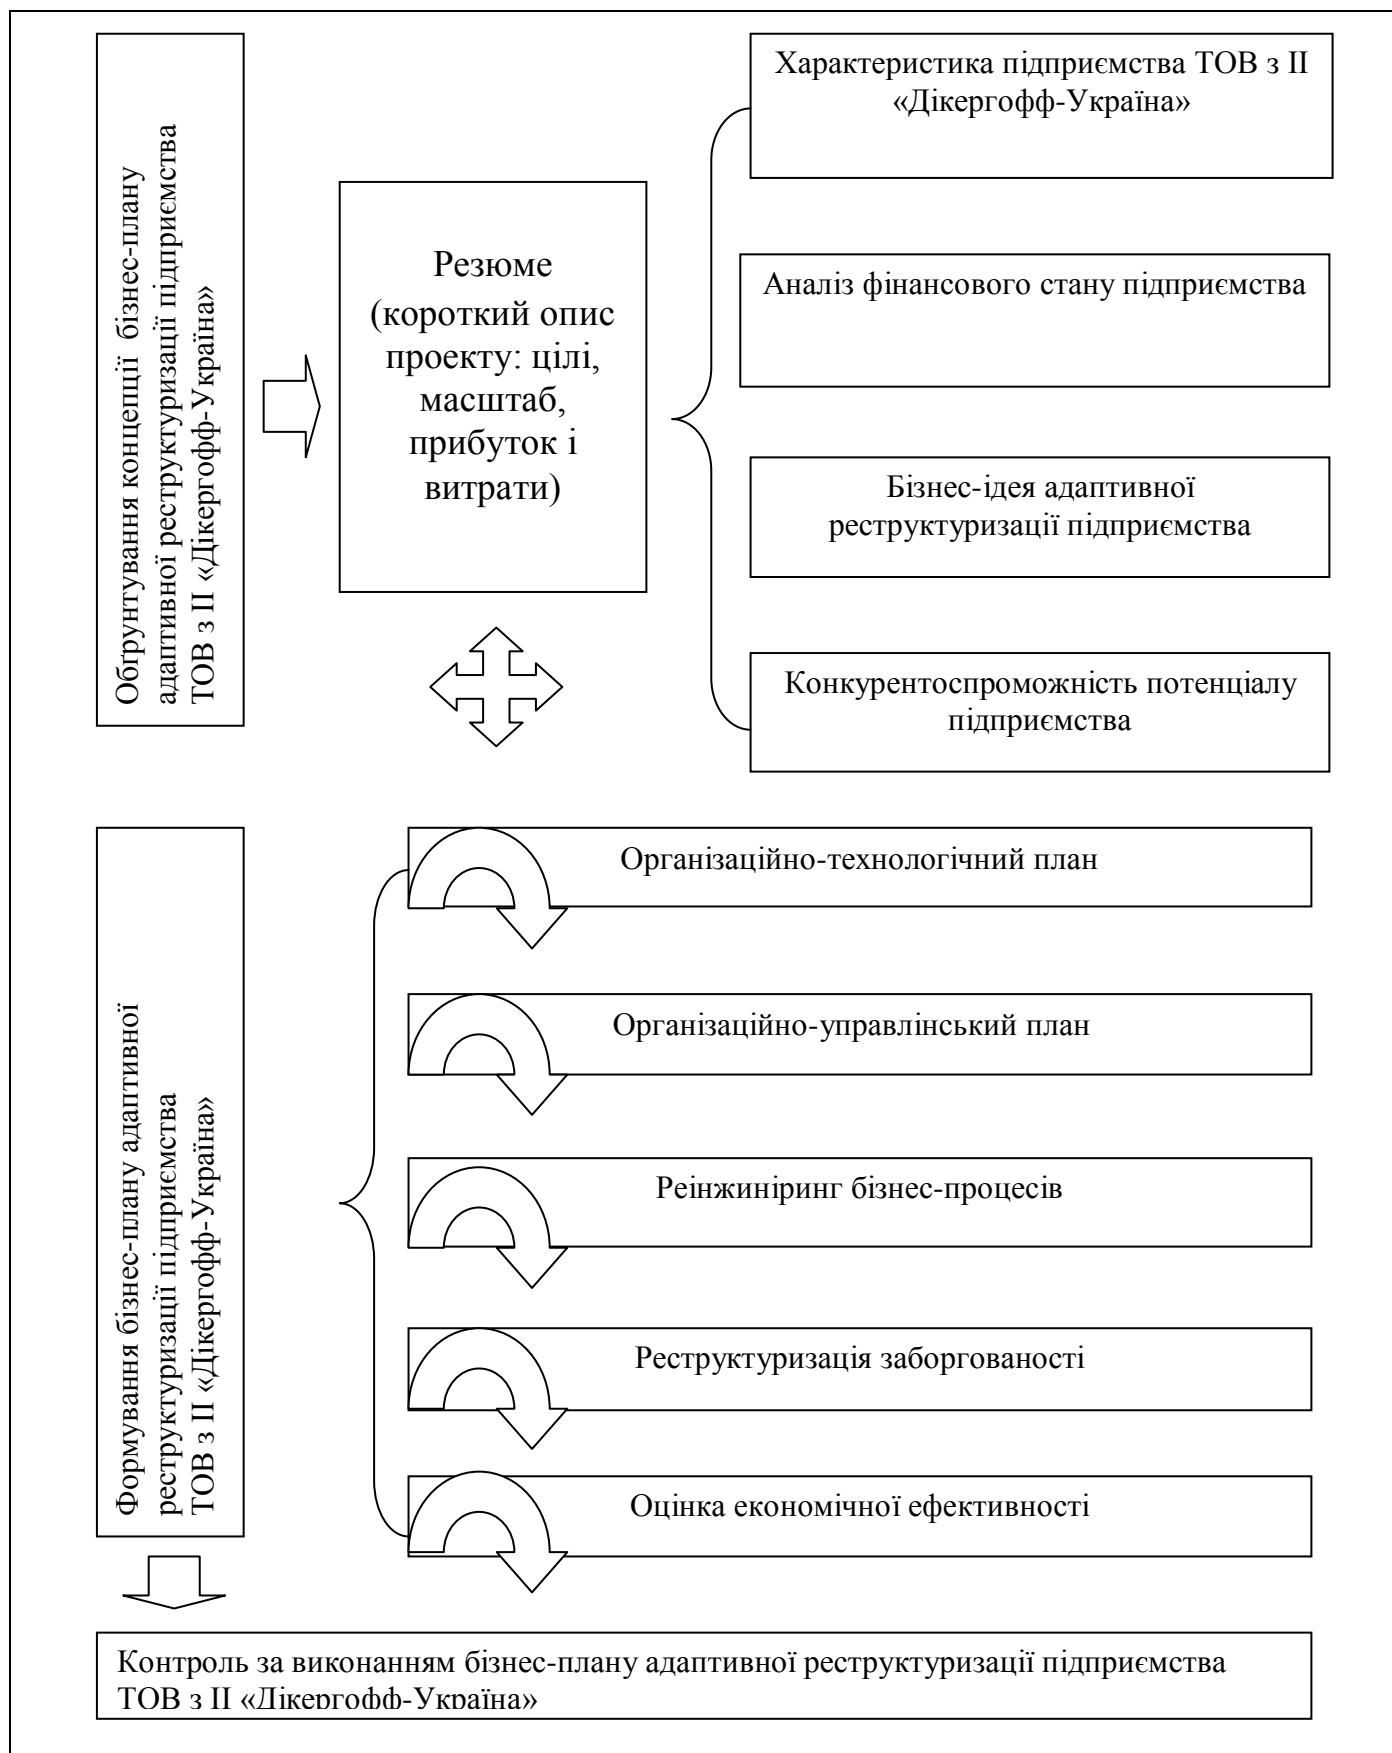 Обґрунтування концепції бізнес-плану
адаптивної реструктуризації підприємства
ТОВ з ІІ «Дікергофф-Україна»
Резюме
(короткий опис
проекту: цілі,
масштаб,
прибуток і
витрати)
Характеристика підприємства ТОВ з ІІ
«Дікергофф-Україна»
Аналіз фінансового стану підприємства
Бізнес-ідея адаптивної
реструктуризації підприємства
Конкурентоспроможність потенціалу
підприємства
Формування бізнес-плану адаптивної
реструктуризації підприємства
ТОВ з ІІ «Дікергофф-Україна»
Організаційно-технологічний план
Організаційно-управлінський план
Реінжиніринг бізнес-процесів
Реструктуризація заборгованості
Оцінка економічної ефективності
Контроль за виконанням бізнес-плану адаптивної реструктуризації підприємства
ТОВ з ІІ «Дікергофф-Україна»